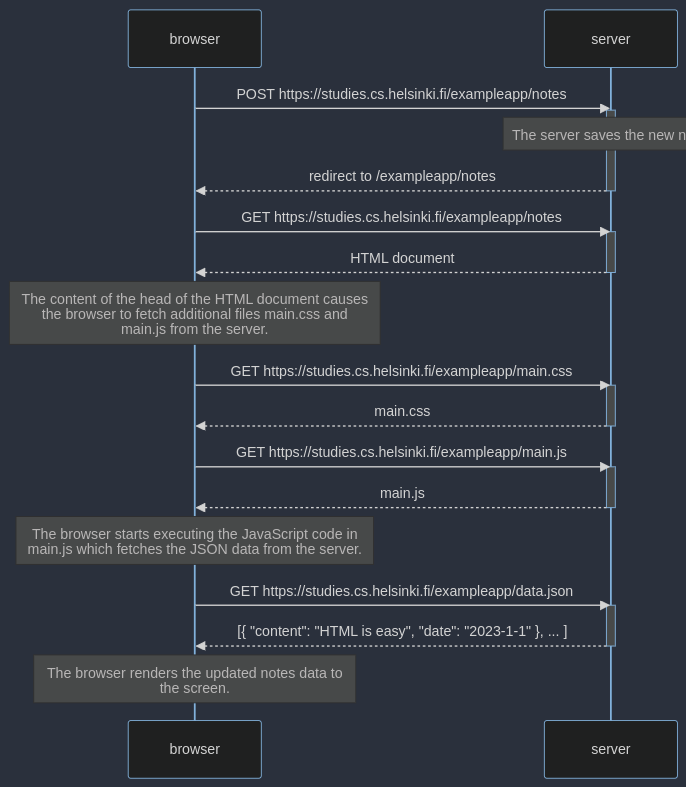 browser
server
POST https://studies.cs.helsinki.fi/exampleapp/notes
The server saves the new
redirect to /exampleapp/notes
GET https://studies.cs.helsinki.fi/exampleapp/notes
HTML document
The content of the head of the HTML document causes
the browser to fetch additional files main.css and
main.js from the server.
GET https://studies.cs.helsinki.fi/exampleapp/main.css
main.css
GET https://studies.cs.helsinki.fi/exampleapp/main.js
main.js
The browser starts executing the JavaScript code in
main.js which fetches the JSON data from the server.
GET https://studies.cs.helsinki.fi/exampleapp/data.json
[{ "content": "HTML is easy", "date": "2023-1-1" }, ... ]
The browser renders the updated notes data to
the screen.
browser
server